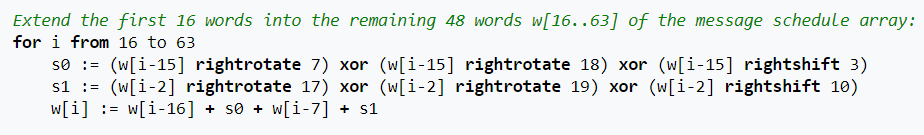 Extend the first 16 words into the remaining 48 words w[16..63] of the message schedule array:
for i from 16 to 63
    s0 := (w[i-15] rightrotate 7) xor (w[i-15] rightrotate 18) xor (w[i-15] rightshift 3)
    s1 := (w[i-2] rightrotate 17) xor (w[i-2] rightrotate 19) xor (w[i-2] rightshift 10)
    w[i] := w[i-16] + s0 + w[i-7] + s1